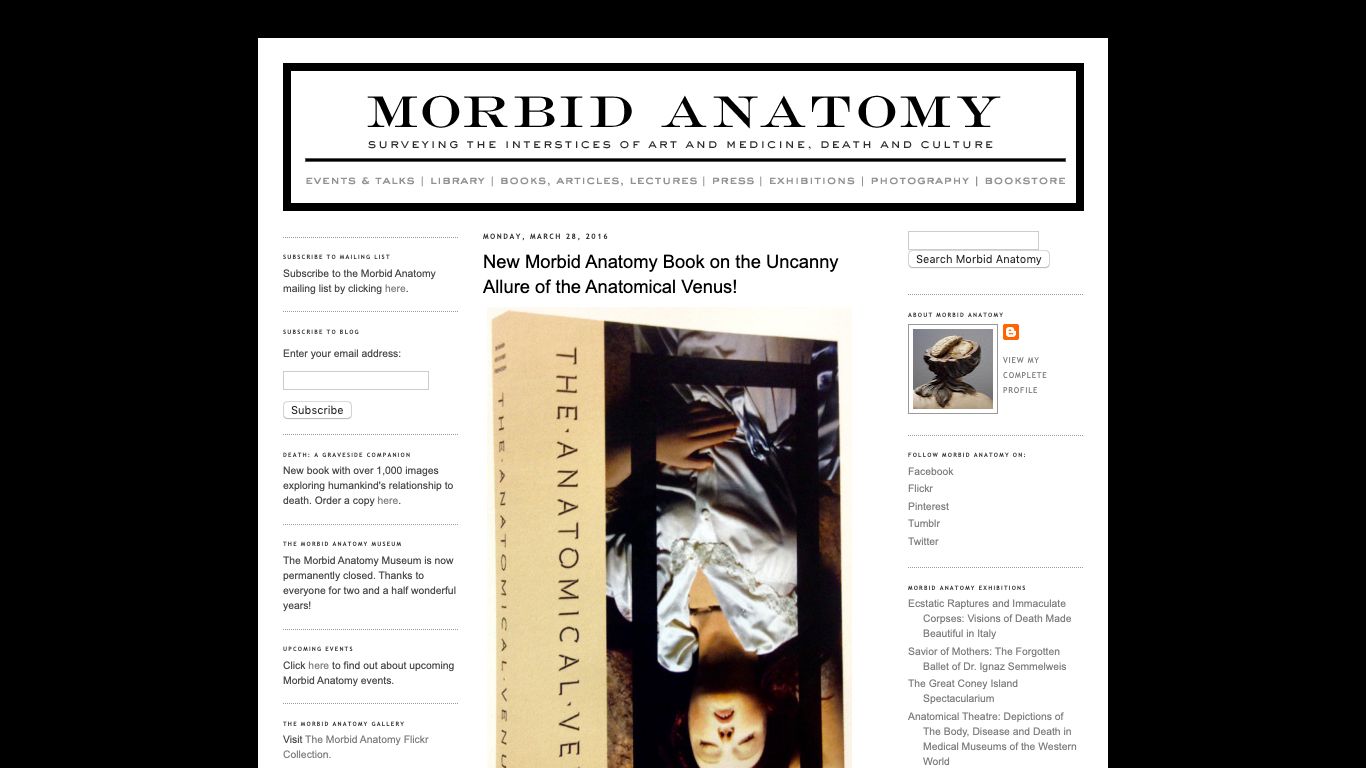 MORBID ANATOMY
SURVEYING THE INTERSTICES OF ART AND MEDICINE, DEATH AND CULTURE
EVENTS & TALKS | LIBRARY | BOOKS, ARTICLES, LECTURES | PRESS | EXHIBITIONS | PHOTOGRAPHY | BOOKSTORE
SUBSCRIBE TO MAILING LIST
Subscribe to the Morbid Anatomy
mailing list by clicking here.
SUBSCRIBE TO BLOG
Enter your email address:
Subscribe
DEATH: A GRAVESIDE COMPANION
New book with over 1,000 images
exploring humankind's relationship to
death. Order a copy here.
THE MORBID ANATOMY MUSEUM
The Morbid Anatomy Museum is now
permanently closed. Thanks to
everyone for two and a half wonderful
years!
UPCOMING EVENTS
Click here to find out about upcoming
Morbid Anatomy events.
THE MORBID ANATOMY GALLERY
Visit The Morbid Anatomy Flickr
Collection.
MONDAY, MARCH 28, 2016
New Morbid Anatomy Book on the Uncanny
Allure of the Anatomical Venus!
THE·ANATOMICAL·VE
THE·ANATOMICAL·VENU
Search Morbid Anatomy
ABOUT MORBID ANATOMY
VIEW MY
COMPLETE
PROFILE
FOLLOW MORBID ANATOMY ON:
Facebook
Flickr
Pinterest
Tumblr
Twitter
MORBID ANATOMY EXHIBITIONS
Ecstatic Raptures and Immaculate
Corpses: Visions of Death Made
Beautiful in Italy
Savior of Mothers: The Forgotten
Ballet of Dr. Ignaz Semmelweis
The Great Coney Island
Spectacularium
Anatomical Theatre: Depictions of
The Body, Disease and Death in
Medical Museums of the Western
World